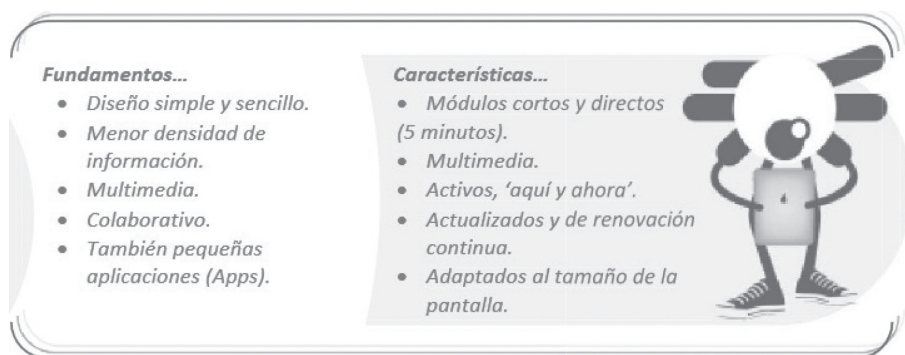 Fundamentos...
• Diseño simple y sencillo.
• Menor densidad de
información.
• Multimedia.
• Colaborativo.
• También pequeñas
aplicaciones (Apps).
Características...
• Módulos cortos y directos
(5 minutos).
• Multimedia.
• Activos, ‘aquí y ahora’.
• Actualizados y de renovación
continua.
• Adaptados al tamaño de la
pantalla.